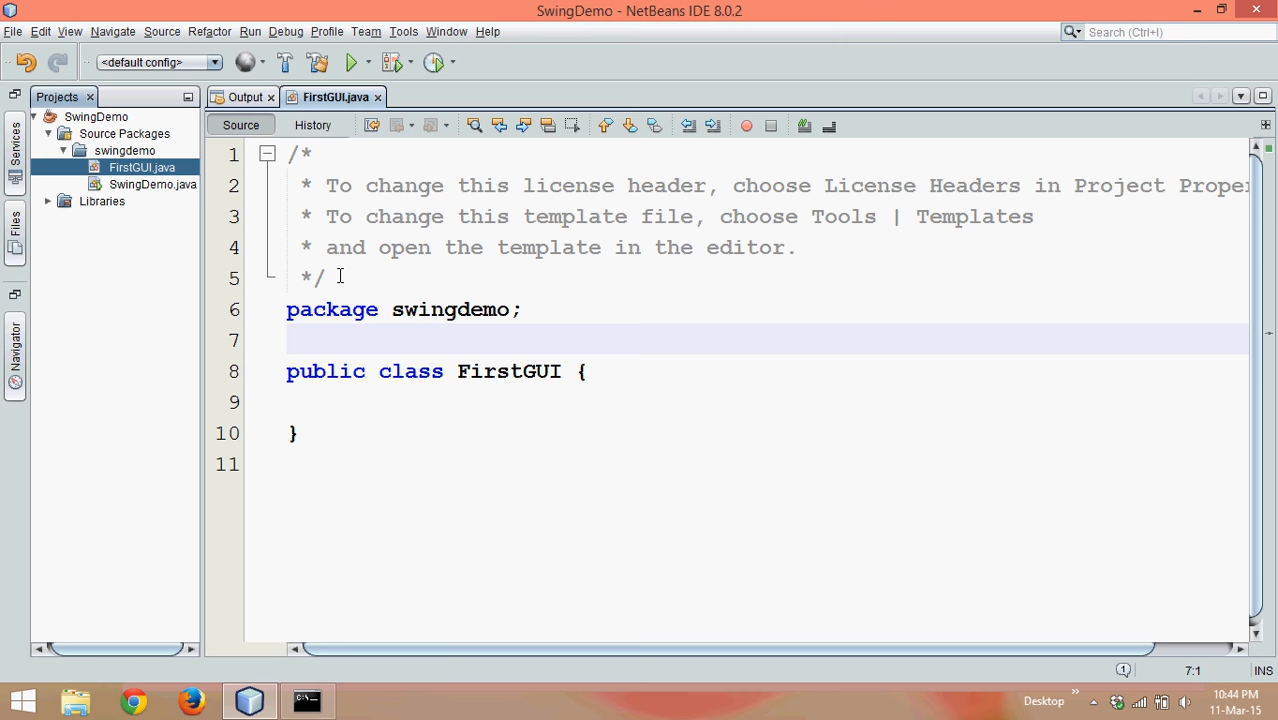 SwingDemo - NetBeans IDE 8.0.2
File Edit View Navigate Source Refactor Run Debug Profile Team Tools Window Help
Search (Ctrl+I)
<default config>
Projects
Output
FirstGUI.java
Source
History
SwingDemo
Source Packages
swingdemo
FirstGUI.java
SwingDemo.java
Libraries
Services
Files
Navigator
1 /*
2 * To change this license header, choose License Headers in Project Proper
3 * To change this template file, choose Tools | Templates
4 * and open the template in the editor.
5 */
6 package swingdemo;
7
8 public class FirstGUI {
9
10 }
11
1
7:1
INS
C:\
Desktop
10:44 PM
11-Mar-15